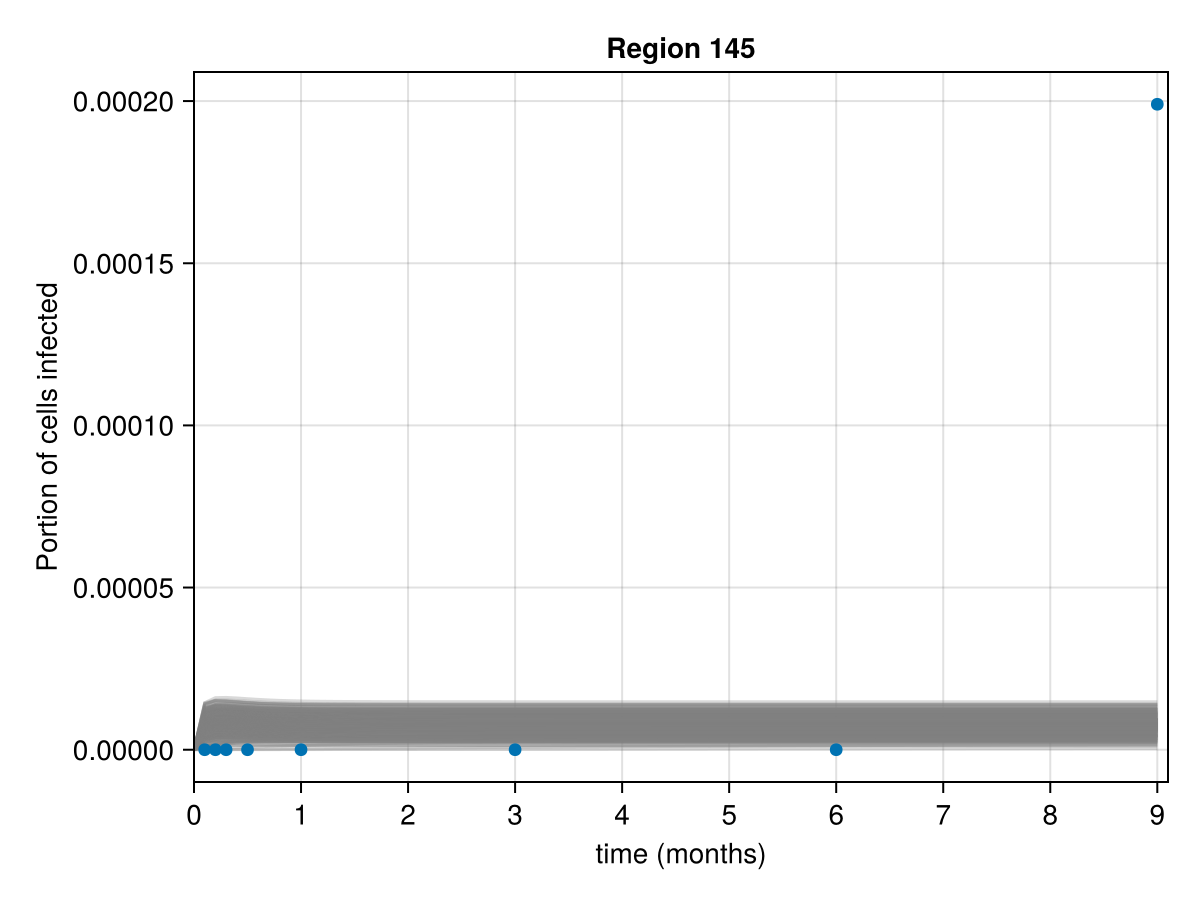 Region 145
Portion of cells infected
0.00020
0.00015
0.00010
0.00005
0.00000
0 1 2 3 4 5 6 7 8 9
time (months)